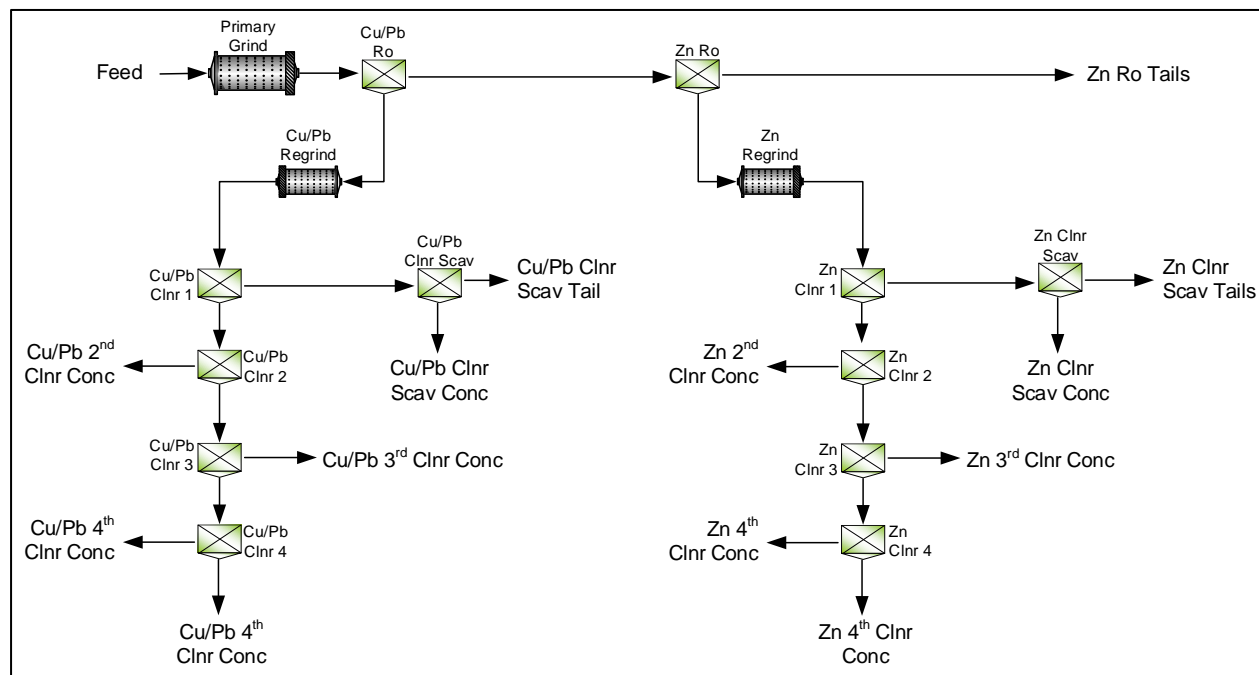 Primary
Grind
Cu/Pb
Ro
Zn Ro
Feed
Zn Ro Tails
Cu/Pb
Regrind
Zn
Regrind
Cu/Pb
Clnr Scav
Zn Clnr
Scav
Cu/Pb
Clnr 1
Cu/Pb Clnr
Scav Tail
Zn
Clnr 1
Zn Clnr
Scav Tails
Cu/Pb 2nd
Clnr Conc
Cu/Pb
Clnr 2
Cu/Pb Clnr
Scav Conc
Zn 2nd
Clnr Conc
Zn
Clnr 2
Zn Clnr
Scav Conc
Cu/Pb
Clnr 3
Cu/Pb 3rd Clnr Conc
Zn
Clnr 3
Zn 3rd Clnr Conc
Cu/Pb 4th
Clnr Conc
Cu/Pb
Clnr 4
Zn 4th
Clnr Conc
Zn
Clnr 4
Cu/Pb 4th
Clnr Conc
Zn 4th Clnr
Conc